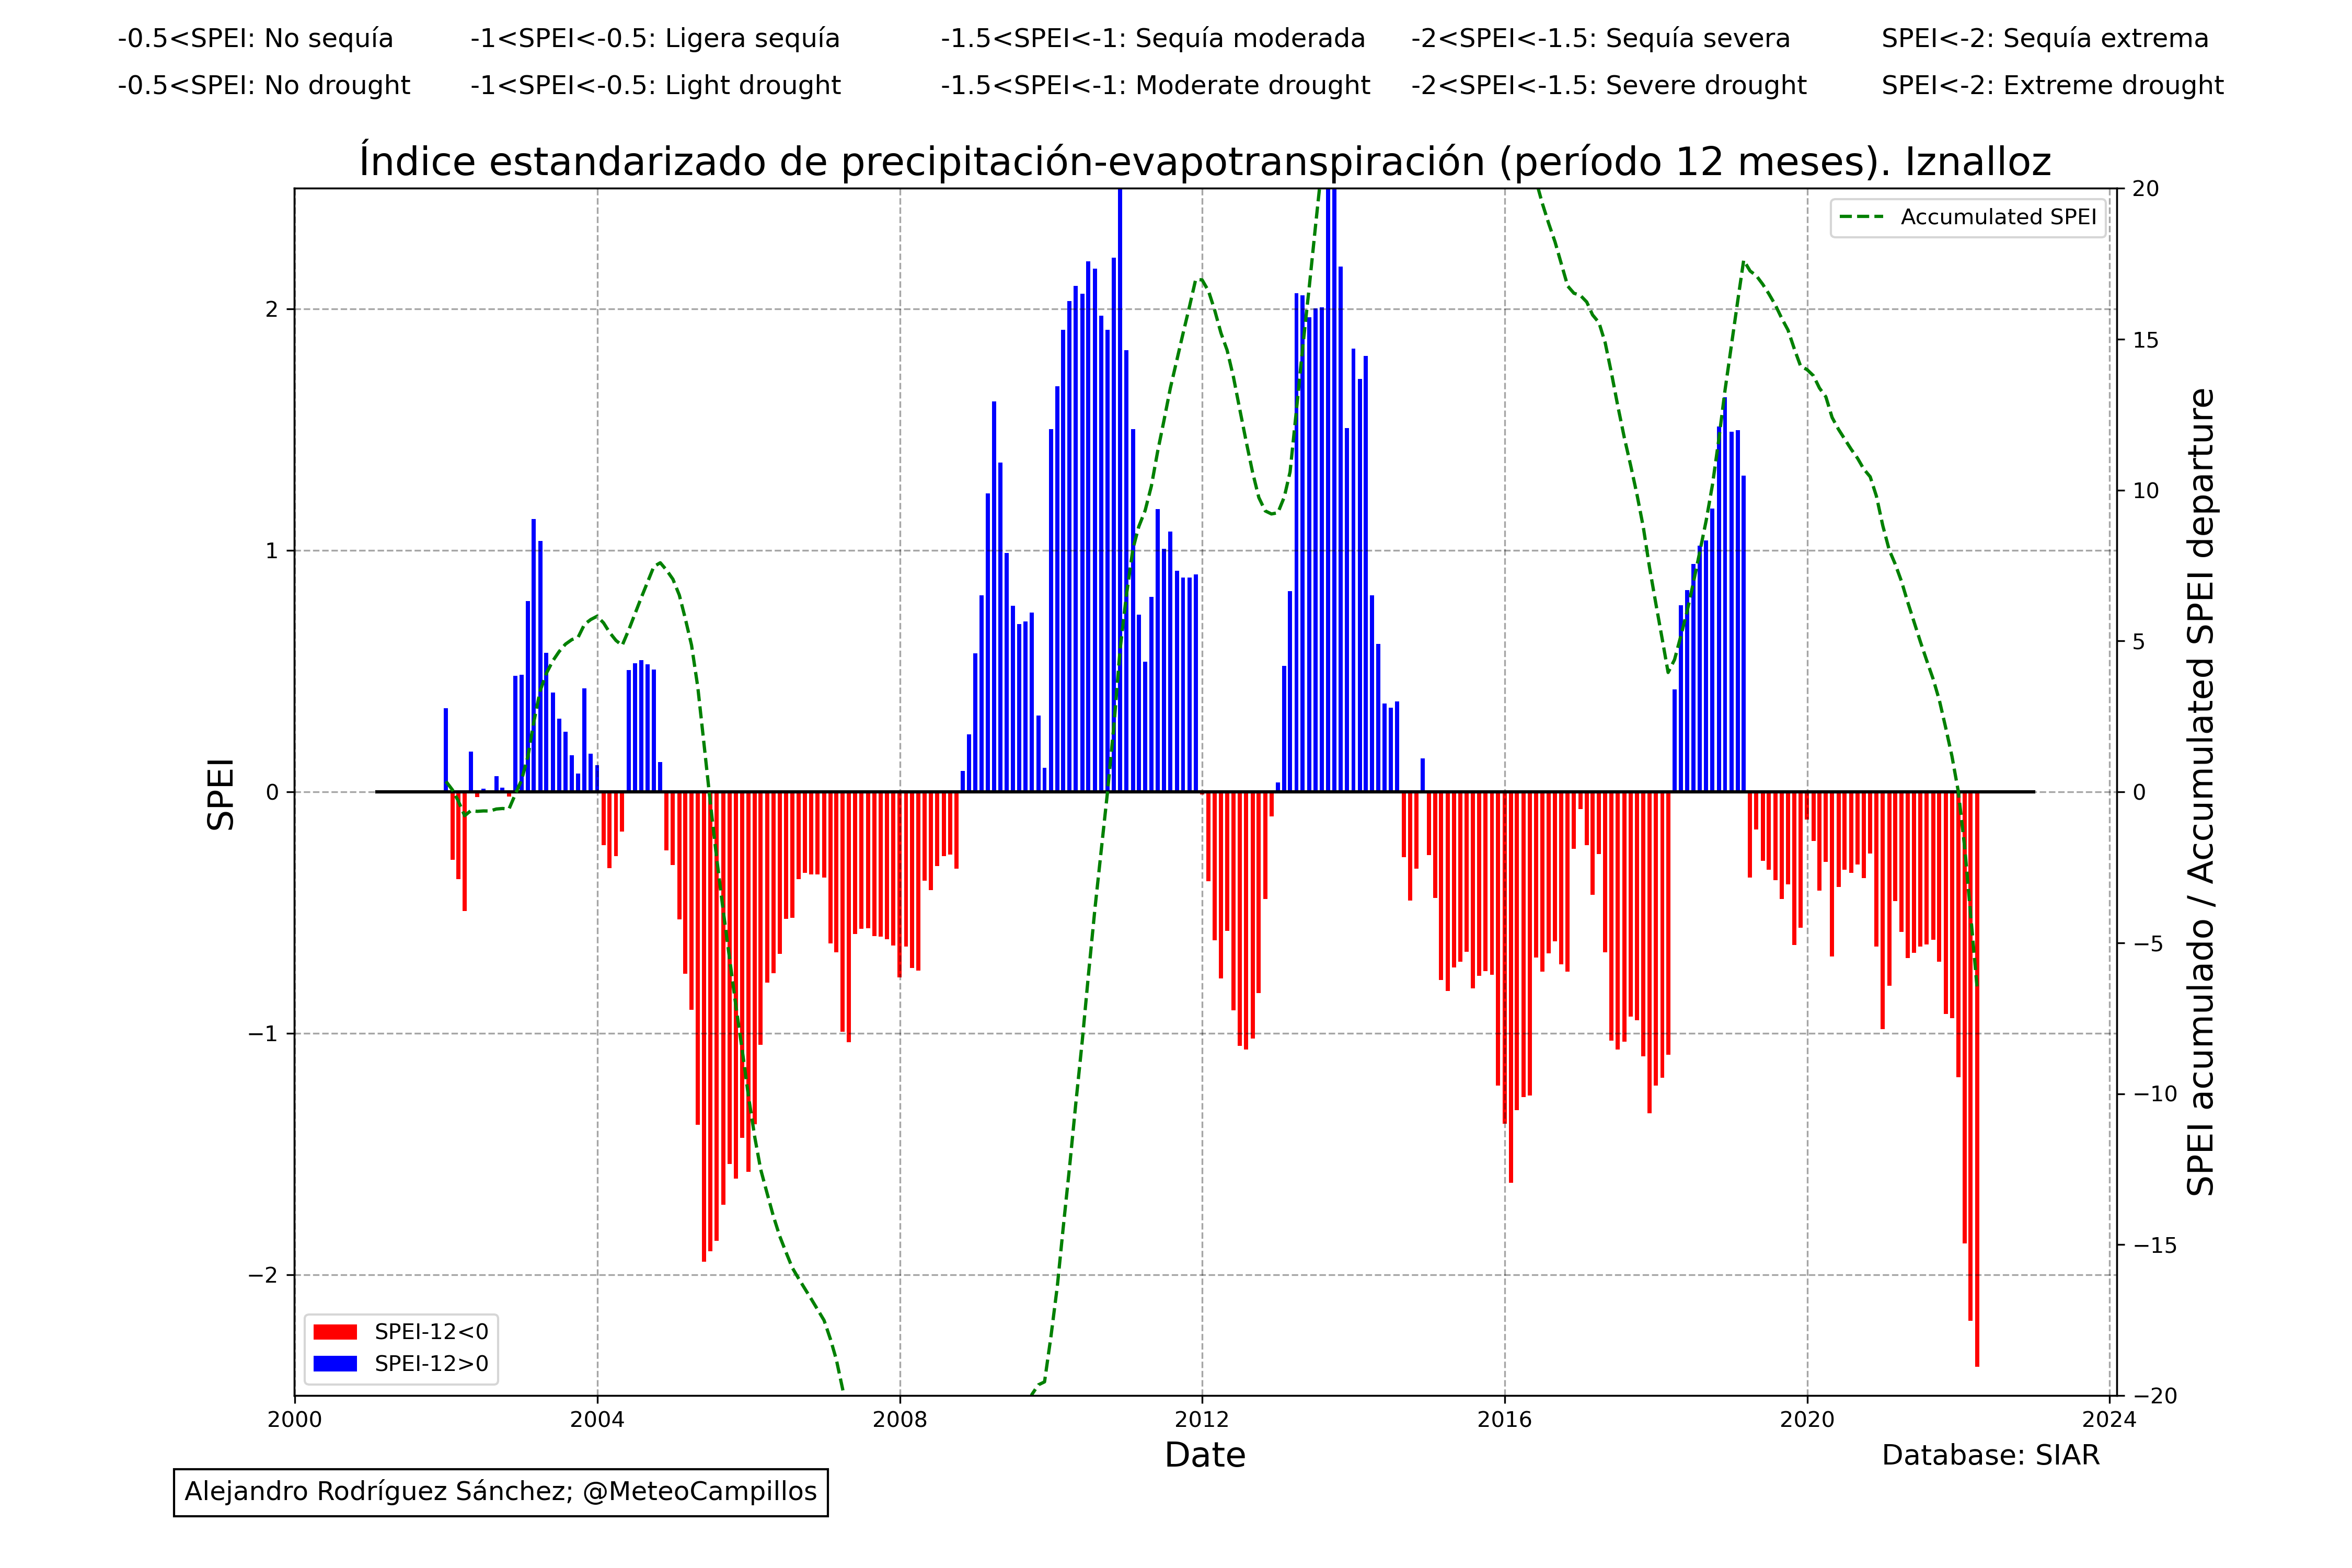 -0.5<SPEI: No sequía -1<SPEI<-0.5: Ligera sequía -1.5<SPEI<-1: Sequía moderada -2<SPEI<-1.5: Sequía severa SPEI<-2: Sequía extrema
-0.5<SPEI: No drought -1<SPEI<-0.5: Light drought -1.5<SPEI<-1: Moderate drought -2<SPEI<-1.5: Severe drought SPEI<-2: Extreme drought
Índice estandarizado de precipitación-evapotranspiración (período 12 meses). Iznalloz
Accumulated SPEI
2
1
0
−1
−2
SPEI
20
15
10
5
0
−5
−10
−15
−20
SPEI acumulado / Accumulated SPEI departure
SPEI-12<0
SPEI-12>0
2000 2004 2008 2012 2016 2020 2024
Date
Database: SIAR
Alejandro Rodríguez Sánchez; @MeteoCampillos